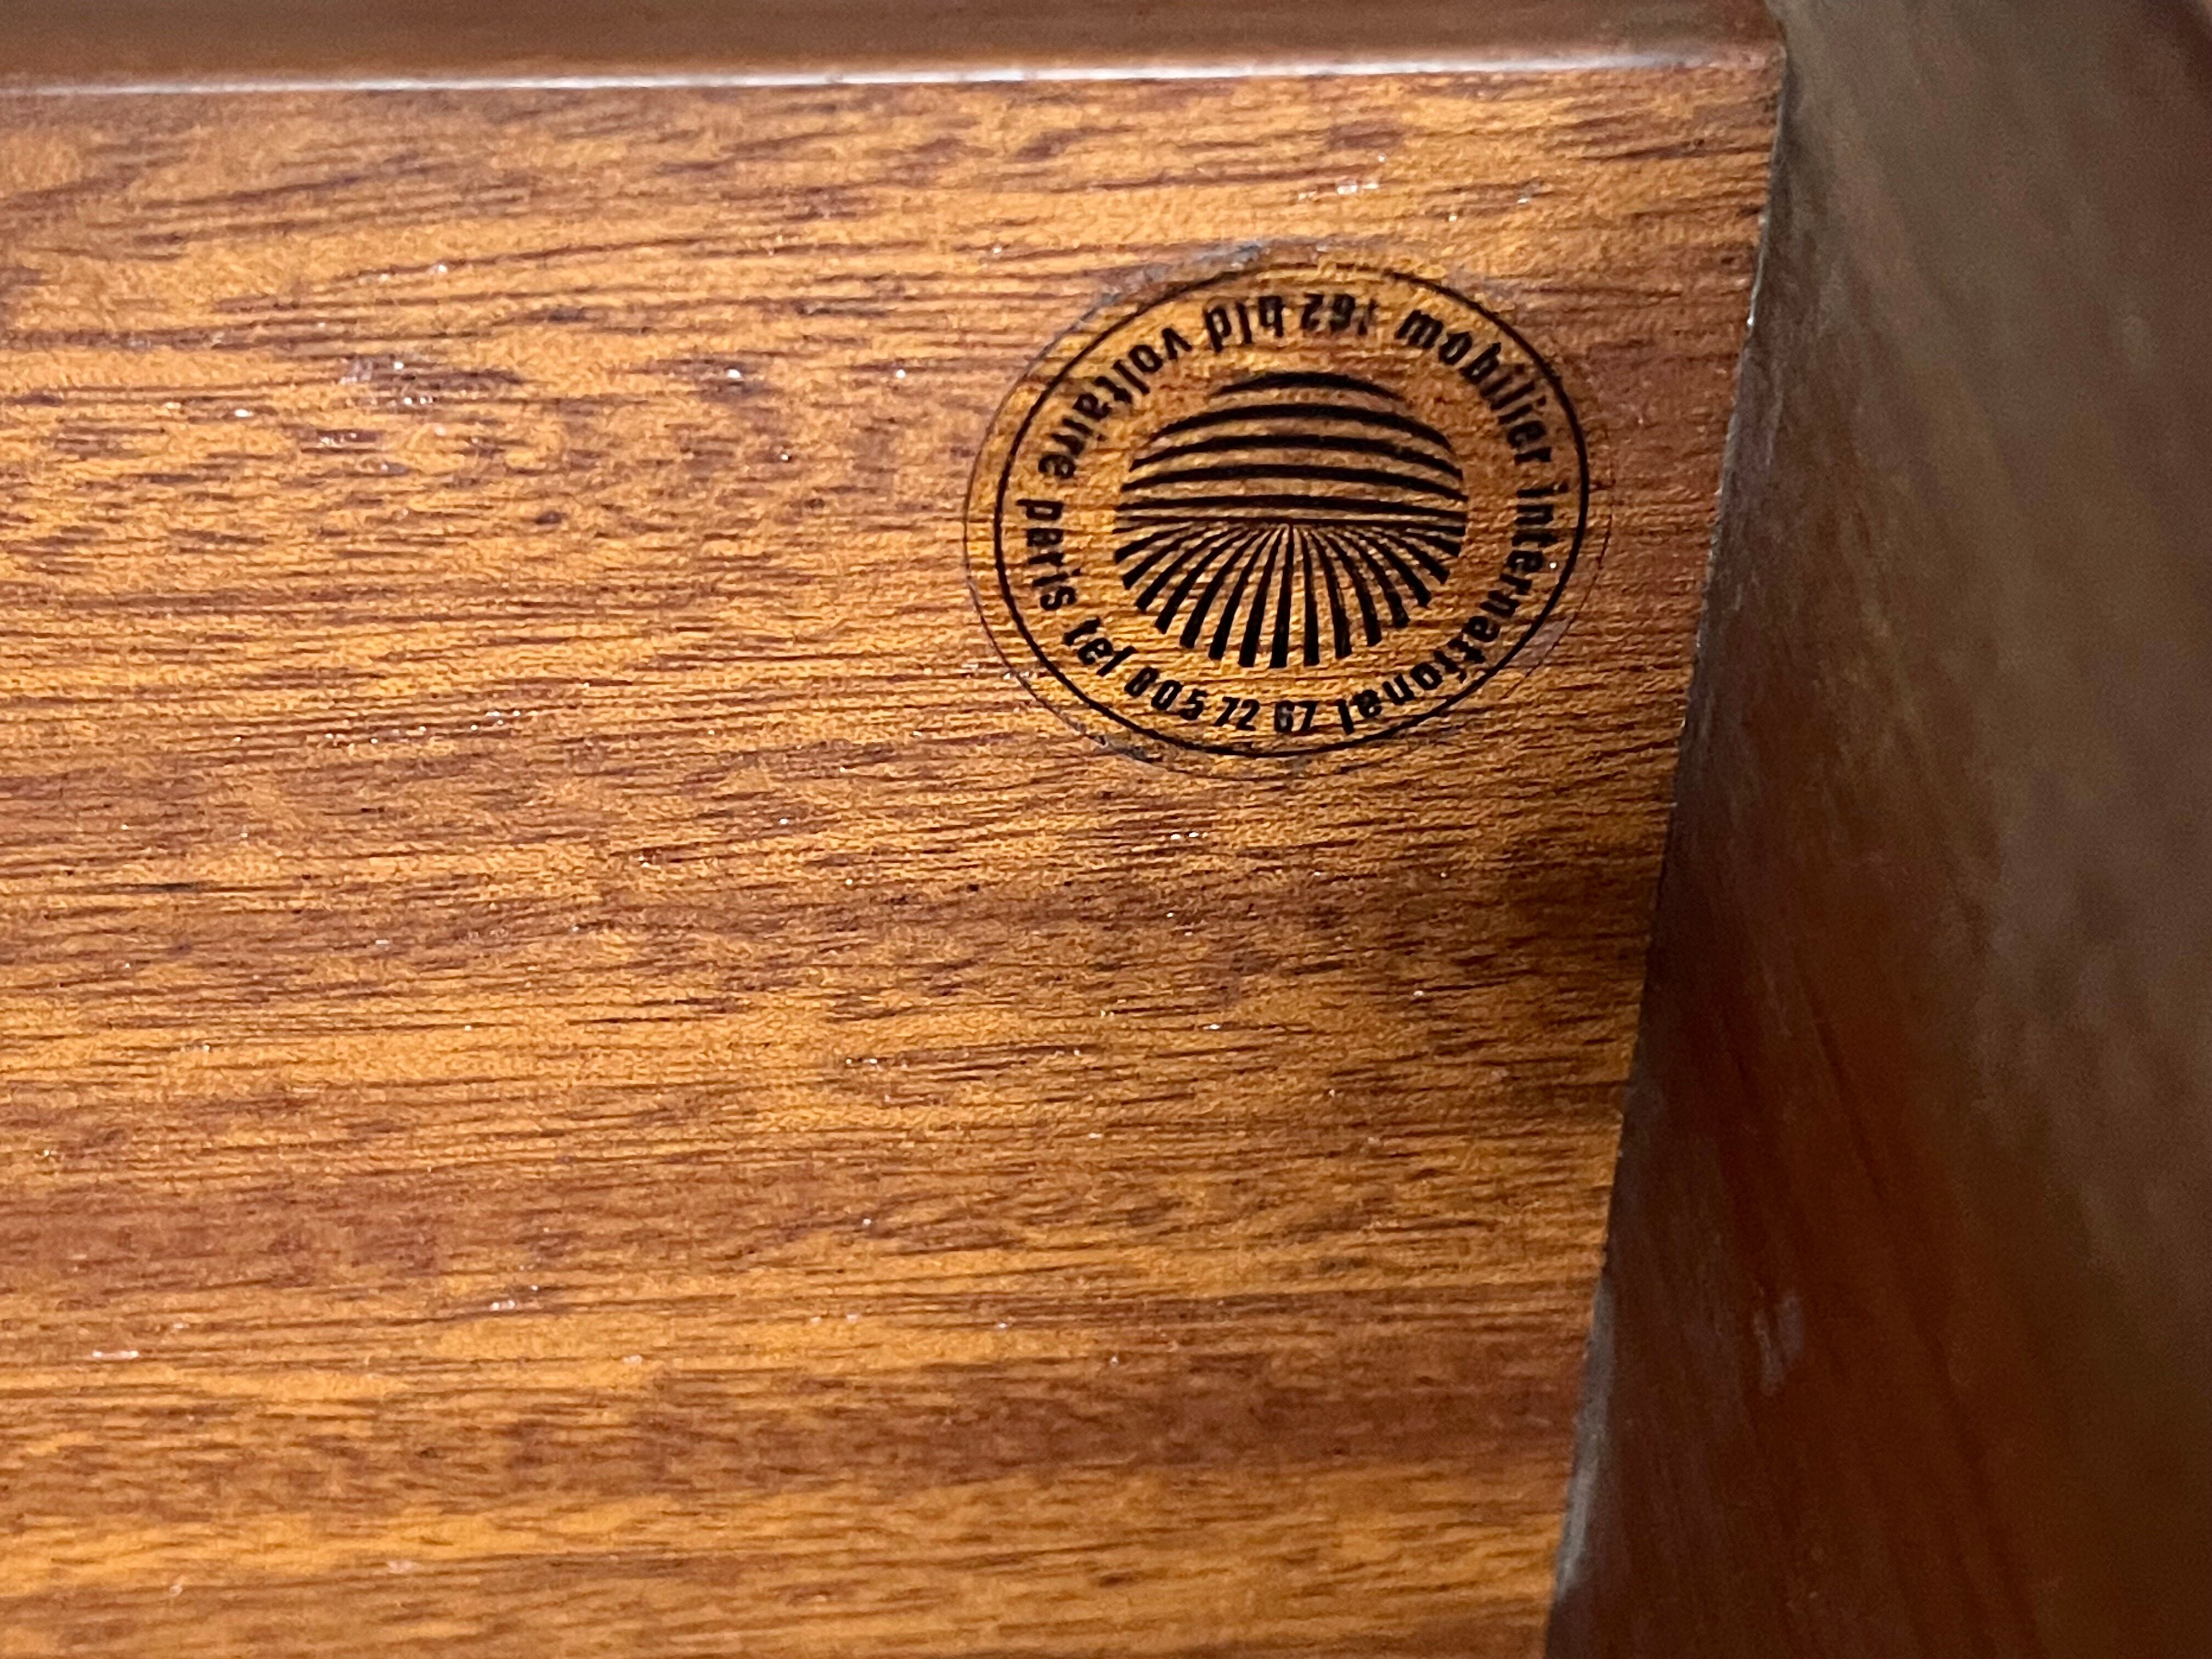 mobilier international
162 bld voltaire paris tel 805 72 67